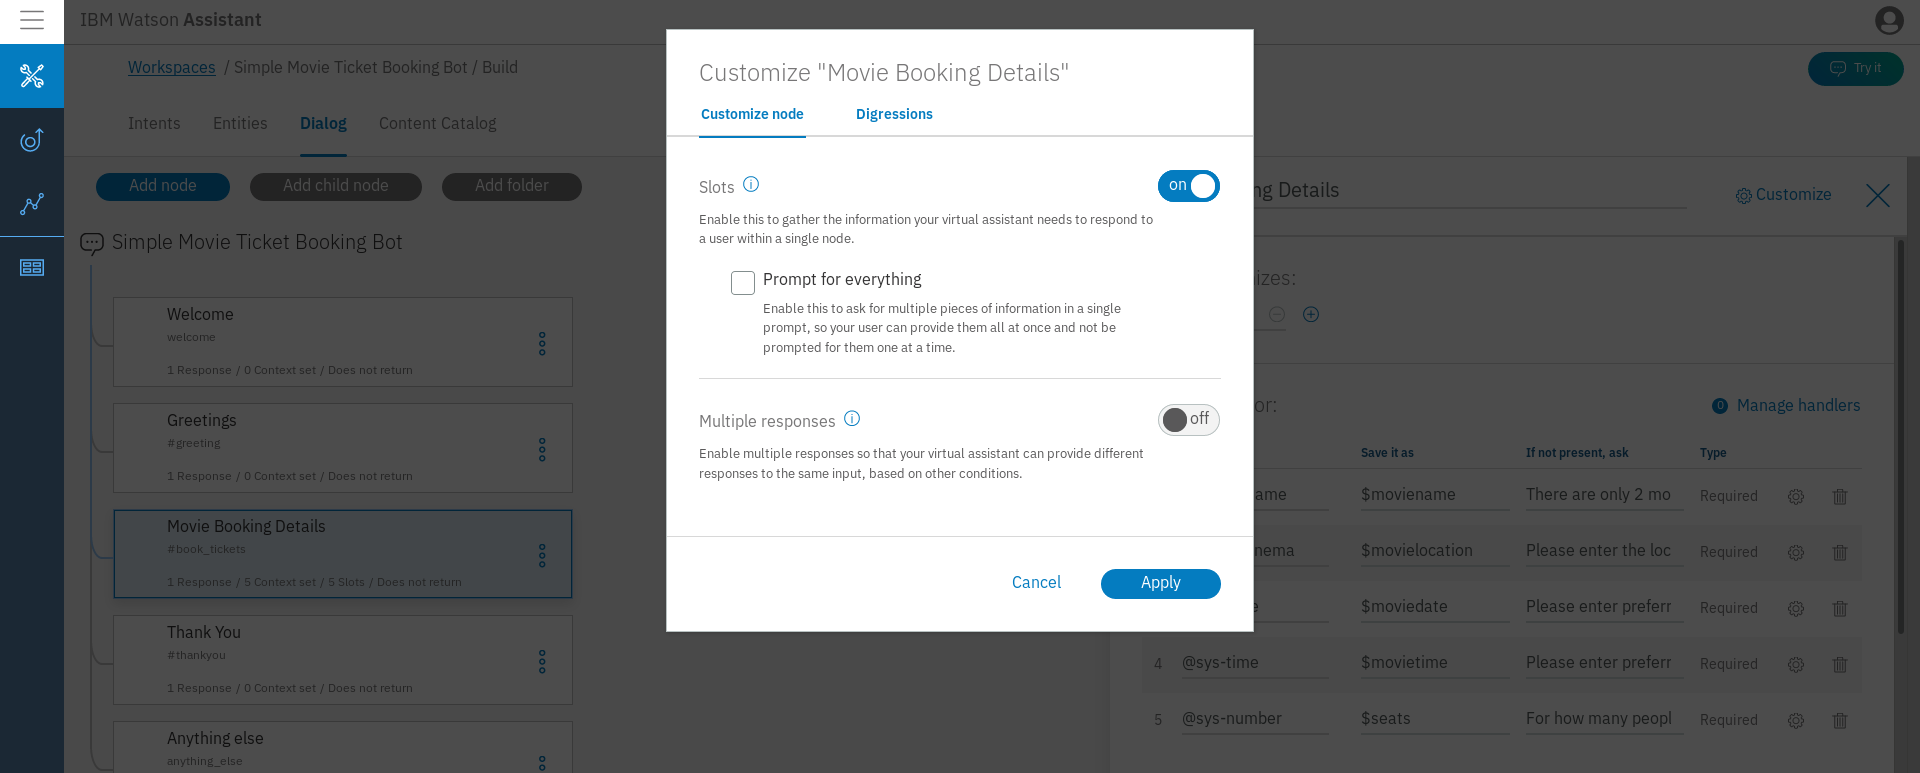 IBM Watson Assistant
Workspaces / Simple Movie Ticket Booking Bot / Build
Try it
Intents
Entities
Dialog
Content Catalog
Add node
Add child node
Add folder
Simple Movie Ticket Booking Bot
Welcome
welcome
1 Response / 0 Context set / Does not return
Greetings
#greeting
1 Response / 0 Context set / Does not return
Movie Booking Details
#book_tickets
1 Response / 5 Context set / 5 Slots / Does not return
Thank You
#thankyou
1 Response / 0 Context set / Does not return
Anything else
anything_else
Customize "Movie Booking Details"
Customize node
Digressions
Slots
on
Enable this to gather the information your virtual assistant needs to respond to
a user within a single node.
Prompt for everything
Enable this to ask for multiple pieces of information in a single
prompt, so your user can provide them all at once and not be
prompted for them one at a time.
Multiple responses
off
Enable multiple responses so that your virtual assistant can provide different
responses to the same input, based on other conditions.
Cancel
Apply
ng Details
Customize
izes:
or:
0 Manage handlers
Save it as
If not present, ask
Type
ame $moviename There are only 2 mo Required
nema $movielocation Please enter the loc Required
e $moviedate Please enter preferr Required
4 @sys-time $movietime Please enter preferr Required
5 @sys-number $seats For how many peopl Required